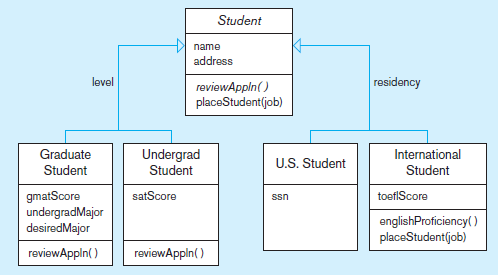 Student
name
address
reviewAppln( )
placeStudent(job)
level
residency
Graduate
Student
gmatScore
undergradMajor
desiredMajor
reviewAppln( )
Undergrad
Student
satScore
reviewAppln( )
U.S. Student
ssn
International
Student
toeflScore
englishProficiency( )
placeStudent(job)